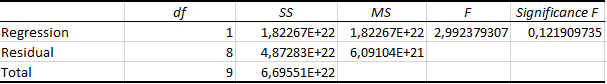 df SS MS F Significance F
Regression 1 1,82267E+22 1,82267E+22 2,992379307 0,121909735
Residual 8 4,87283E+22 6,09104E+21
Total 9 6,69551E+22